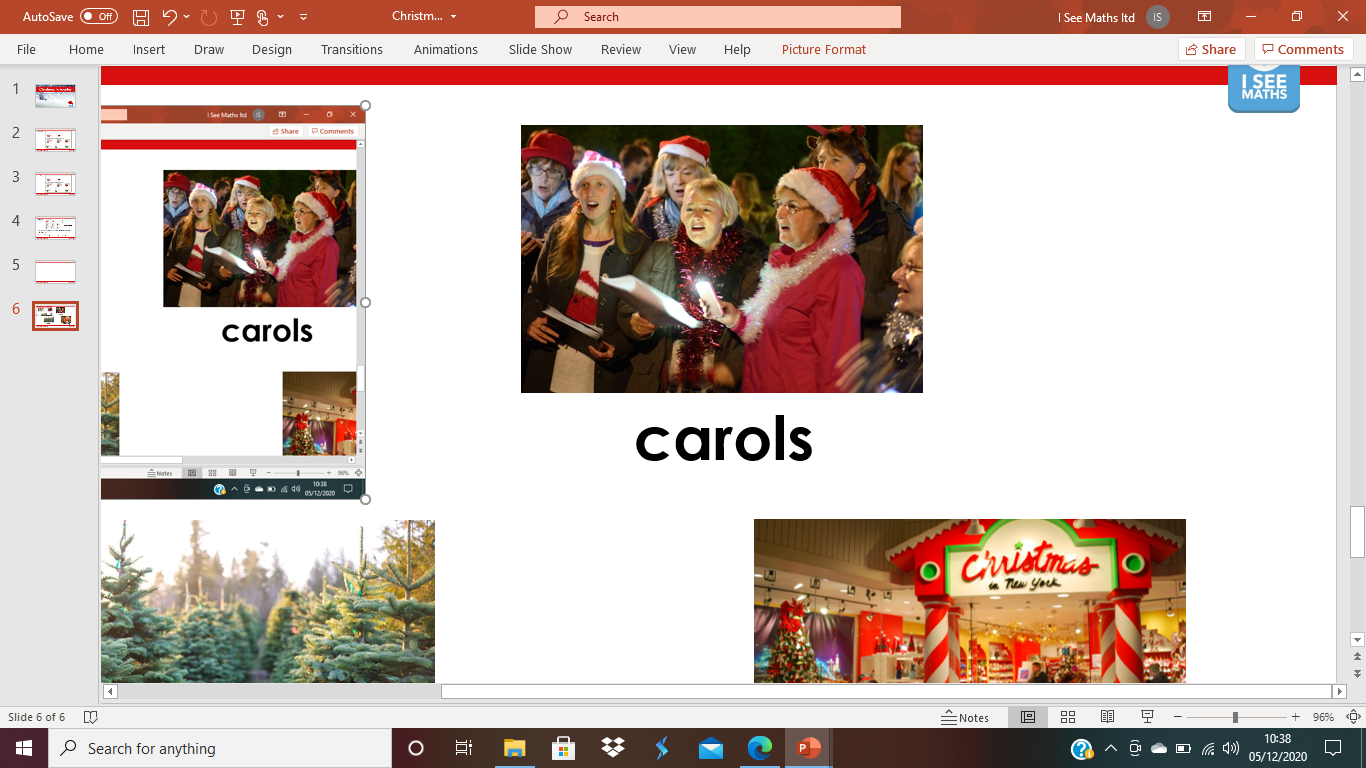 AutoSave Off
Christm...
Search
I See Maths ltd
IS
File Home Insert Draw Design Transitions Animations Slide Show Review View Help Picture Format
Share Comments
1
2
3
4
5
6
I See Maths ltd
IS
Share Comments
carols
Notes
96%
10:38
05/12/2020
I SEE
MATHS
carols
Christmas
in New York
Slide 6 of 6
Notes
96%
Search for anything
10:38
05/12/2020